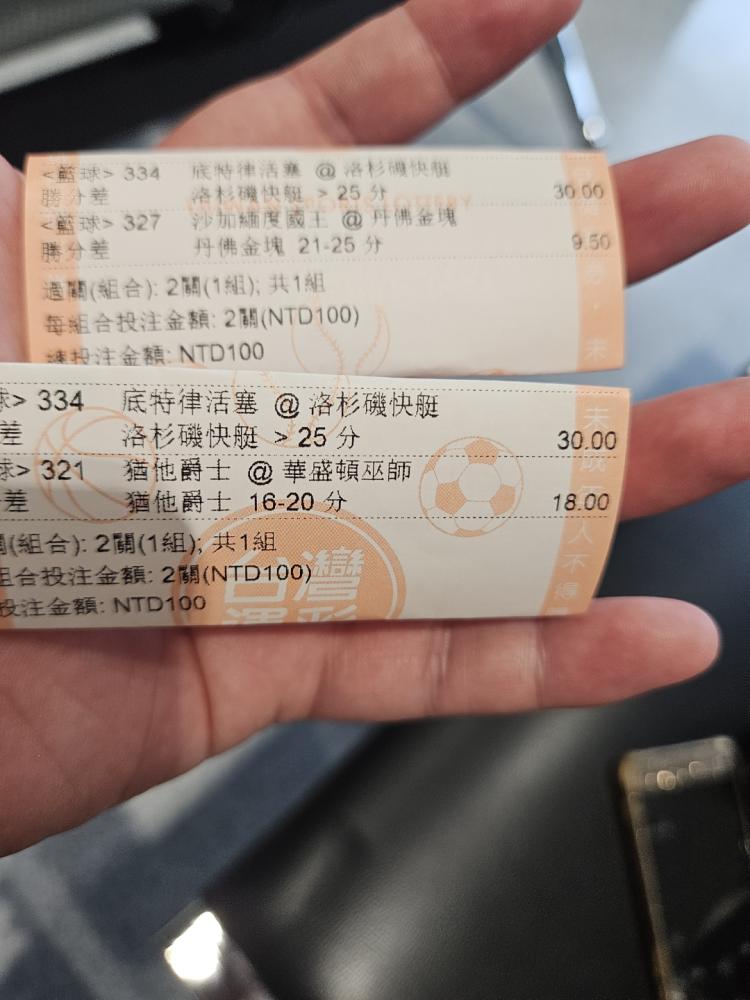 <籃球> 334 底特律活塞 @ 洛杉磯快艇
勝分差 洛杉磯快艇 > 25 分 30.00
<籃球> 327 沙加緬度國王 @ 丹佛金塊
勝分差 丹佛金塊 21-25 分 9.50
過關(組合): 2關(1組); 共1組
每組合投注金額: 2關(NTD100)
總投注金額: NTD100
球> 334 底特律活塞 @ 洛杉磯快艇
差 洛杉磯快艇 > 25 分 30.00
球> 321 猶他爵士 @ 華盛頓巫師
分差 猶他爵士 16-20 分 18.00
關(組合): 2關(1組); 共1組
組合投注金額: 2關(NTD100)
投注金額: NTD100
台灣
運彩
未
人不得